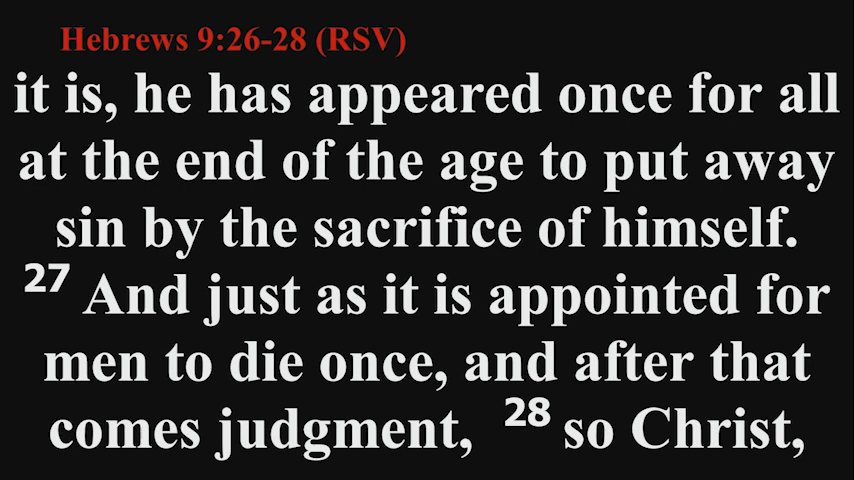 Hebrews 9:26-28 (RSV)
it is, he has appeared once for all
at the end of the age to put away
sin by the sacrifice of himself.
27 And just as it is appointed for
men to die once, and after that
comes judgment, 28 so Christ,